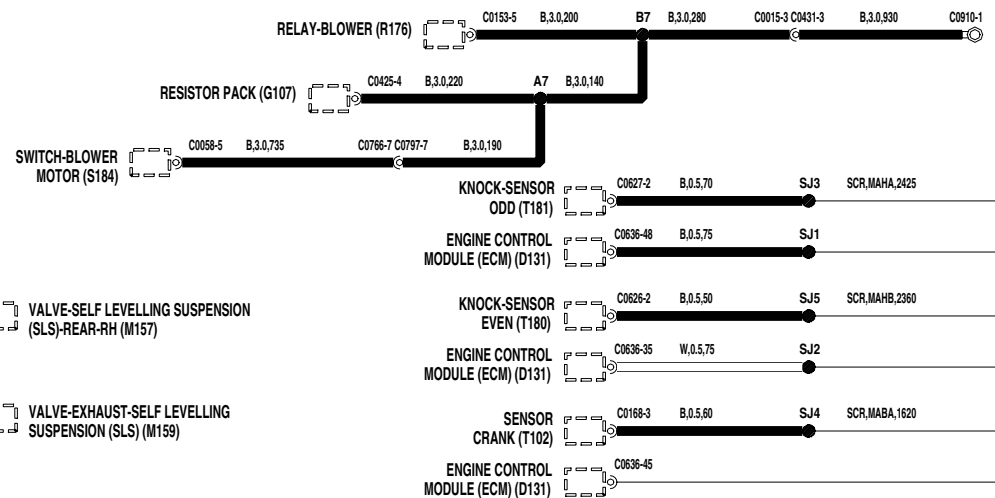 RELAY-BLOWER (R176) C0153-5 B,3.0,200 B7 B,3.0,280 C0015-3 C0431-3 B,3.0,930 C0910-1
RESISTOR PACK (G107) C0425-4 B,3.0,220 A7 B,3.0,140
SWITCH-BLOWER
MOTOR (S184) C0058-5 B,3.0,735 C0766-7 C0797-7 B,3.0,190
KNOCK-SENSOR
ODD (T181) C0627-2 B,0.5,70 SJ3 SCR,MAHA,2425
ENGINE CONTROL
MODULE (ECM) (D131) C0636-48 B,0.5,75 SJ1
VALVE-SELF LEVELLING SUSPENSION
(SLS)-REAR-RH (M157)
KNOCK-SENSOR
EVEN (T180) C0626-2 B,0.5,50 SJ5 SCR,MAHB,2360
ENGINE CONTROL
MODULE (ECM) (D131) C0636-35 W,0.5,75 SJ2
VALVE-EXHAUST-SELF LEVELLING
SUSPENSION (SLS) (M159)
SENSOR
CRANK (T102) C0168-3 B,0.5,60 SJ4 SCR,MABA,1620
ENGINE CONTROL
MODULE (ECM) (D131) C0636-45